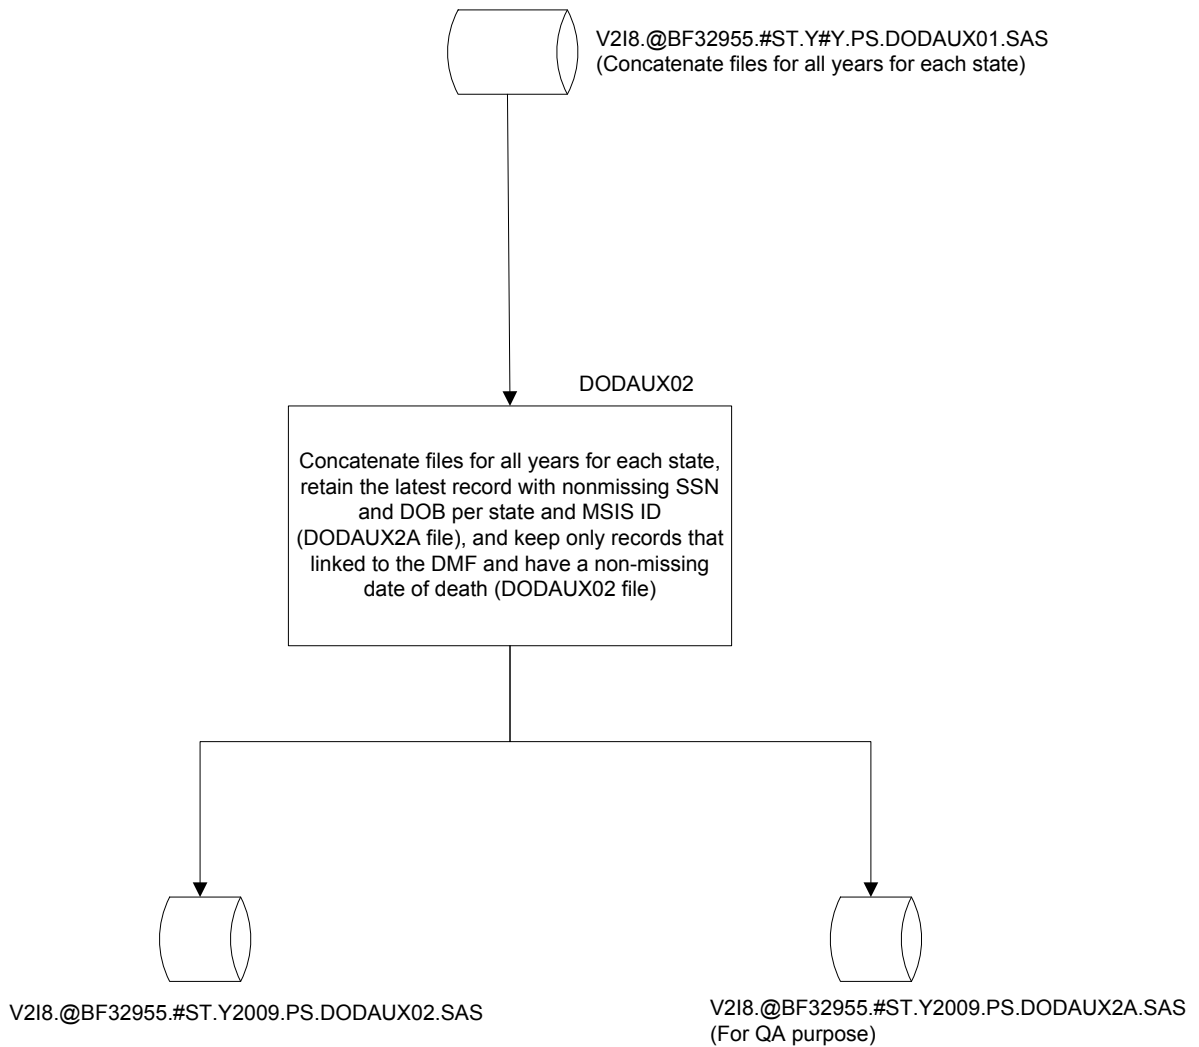 V2I8.@BF32955.#ST.Y#Y.PS.DODAUX01.SAS
(Concatenate files for all years for each state)
DODAUX02
Concatenate files for all years for each state,
retain the latest record with nonmissing SSN
and DOB per state and MSIS ID
(DODAUX2A file), and keep only records that
linked to the DMF and have a non-missing
date of death (DODAUX02 file)
V2I8.@BF32955.#ST.Y2009.PS.DODAUX02.SAS
V2I8.@BF32955.#ST.Y2009.PS.DODAUX2A.SAS
(For QA purpose)